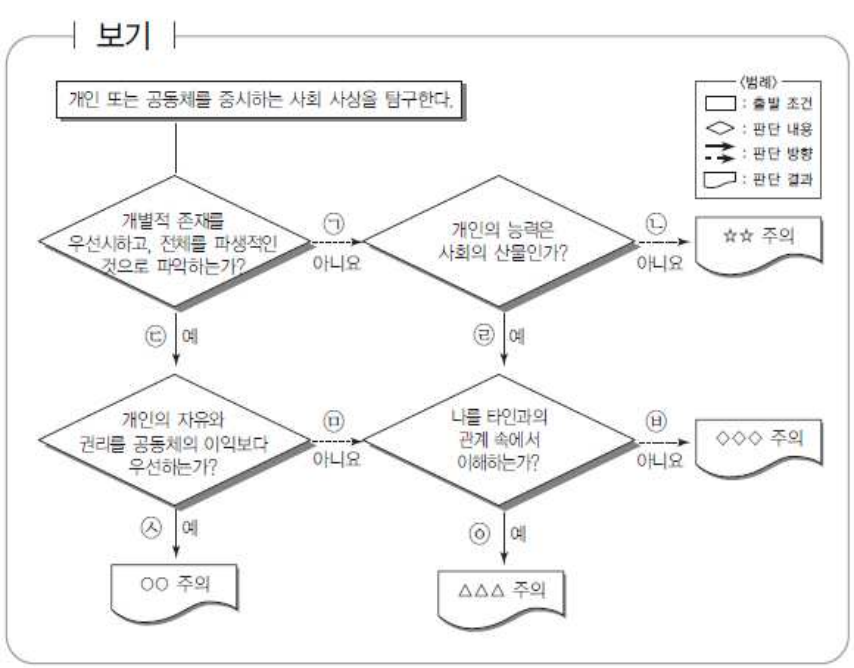 보기
개인 또는 공동체를 중시하는 사회 사상을 탐구한다.
〈범례〉
: 출발 조건
: 판단 내용
: 판단 방향
: 판단 결과
개별적 존재를
우선시하고, 전체를 파생적인
것으로 파악하는가?
㉠
아니요
개인의 능력은
사회의 산물인가?
㉡
아니요
☆☆ 주의
㉢ 예
㉣ 예
개인의 자유와
권리를 공동체의 이익보다
우선하는가?
㉤
아니요
나를 타인과의
관계 속에서
이해하는가?
㉥
아니요
◇◇◇ 주의
㉦ 예
㉧ 예
○○ 주의
△△△ 주의